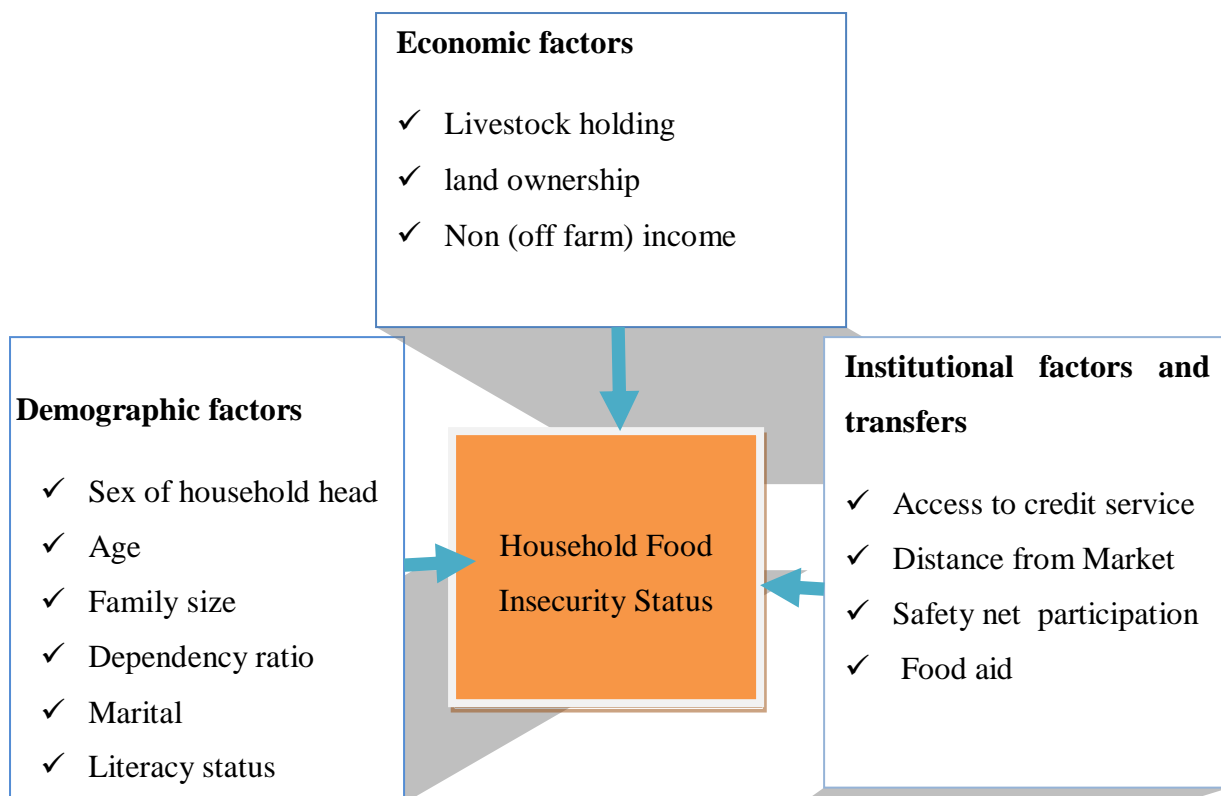 Economic factors
✓ Livestock holding
✓ land ownership
✓ Non (off farm) income
Demographic factors
✓ Sex of household head
✓ Age
✓ Family size
✓ Dependency ratio
✓ Marital
✓ Literacy status
Household Food
Insecurity Status
Institutional factors and
transfers
✓ Access to credit service
✓ Distance from Market
✓ Safety net participation
✓ Food aid